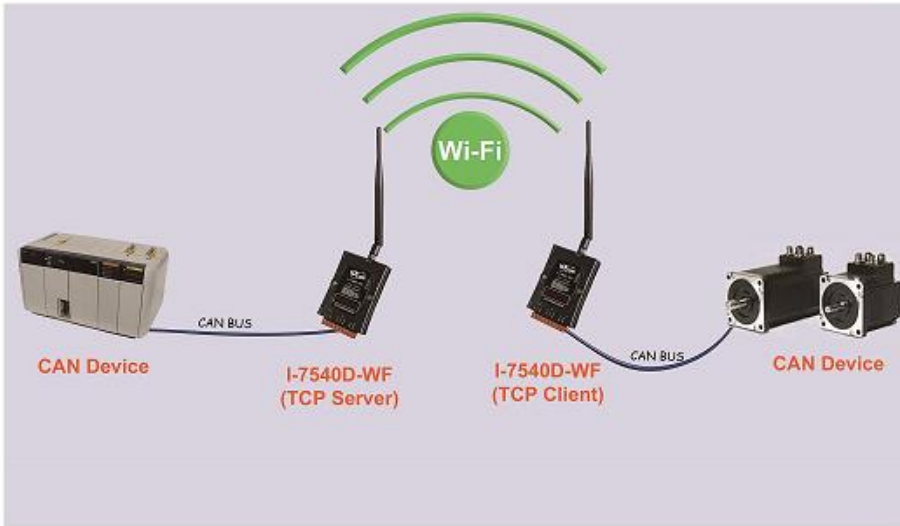 Wi-Fi
CAN BUS
CAN BUS
CAN Device
I-7540D-WF
(TCP Server)
I-7540D-WF
(TCP Client)
CAN Device